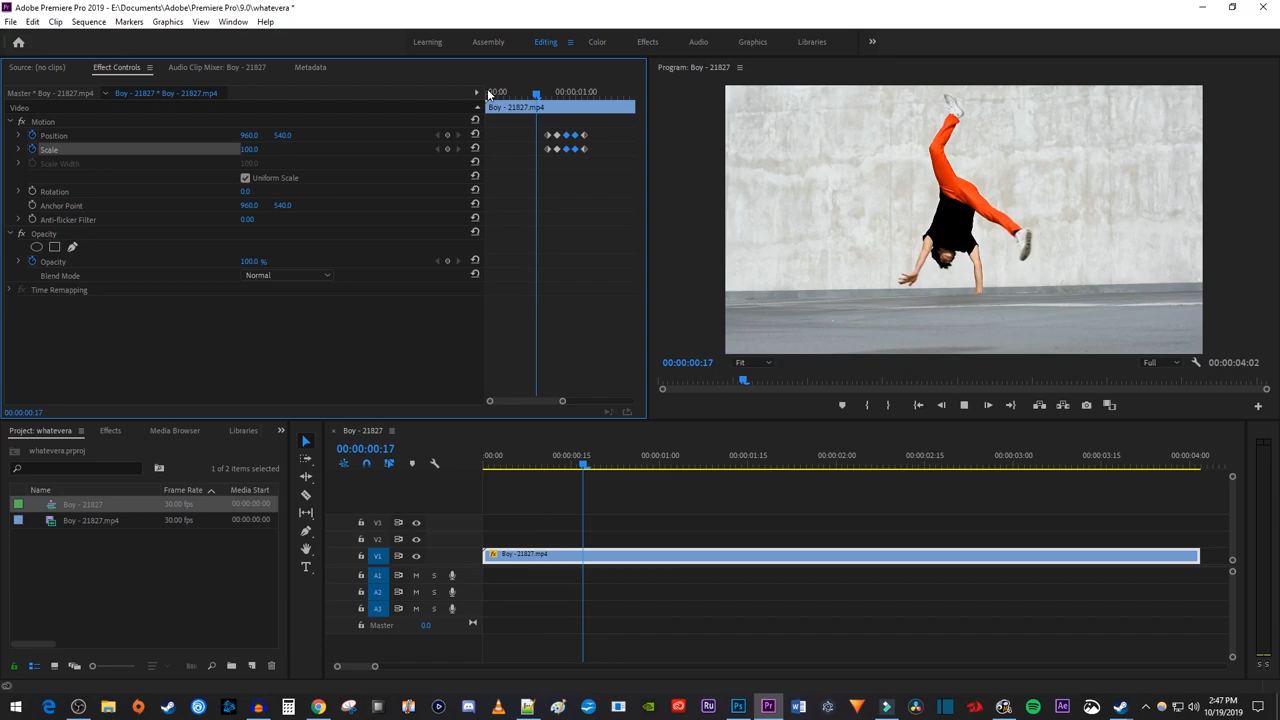 Adobe Premiere Pro 2019 - E:\Documents\Adobe\Premiere Pro\9.0\whatevera *
File Edit Clip Sequence Markers Graphics View Window Help
Learning Assembly Editing Color Effects Audio Graphics Libraries
Source: (no clips) Effect Controls Audio Clip Mixer: Boy - 21827 Metadata
Program: Boy - 21827
Master * Boy - 21827.mp4 Boy - 21827 * Boy - 21827.mp4
:00:00 00:00:01:00
Video
Boy - 21827.mp4
Motion
Position 960.0 540.0
Scale 100.0
Scale Width 100.0
Uniform Scale
Rotation 0.0
Anchor Point 960.0 540.0
Anti-flicker Filter 0.00
Opacity
Opacity 100.0 %
Blend Mode Normal
Time Remapping
00:00:00:17 Fit Full 00:00:04:02
00:00:00:17
Project: whatevera Effects Media Browser Libraries
whatevera.prproj
1 of 2 items selected
Name Frame Rate Media Start
Boy - 21827 30.00 fps 00:00:00:00
Boy - 21827.mp4 30.00 fps 00:00:00:00
Boy - 21827
00:00:00:17
:00:00 00:00:00:15 00:00:01:00 00:00:01:15 00:00:02:00 00:00:02:15 00:00:03:00 00:00:03:15 00:00:04:00
V3
V2
V1 fx Boy - 21827.mp4
A1 M S
A2 M S
A3 M S
Master 0.0
S S
2:47 PM
10/19/2019